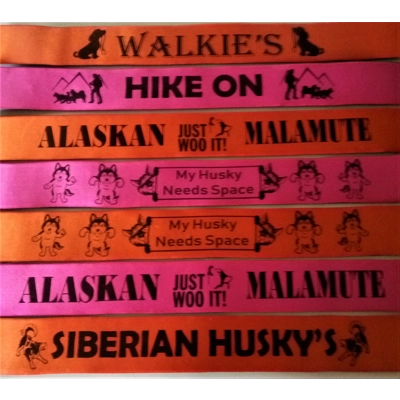 WALKIE'S
HIKE ON
ALASKAN JUST WOO IT! MALAMUTE
My Husky Needs Space
My Husky Needs Space
ALASKAN JUST WOO IT! MALAMUTE
SIBERIAN HUSKY'S